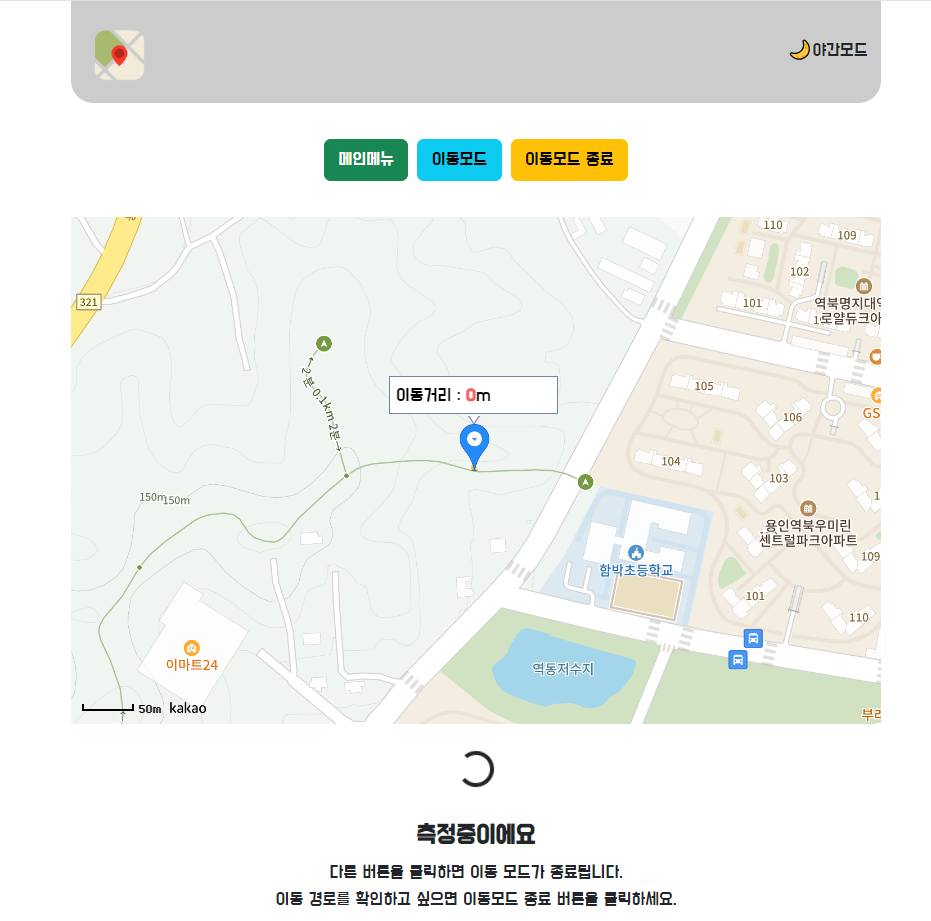 야간모드
메인메뉴
이동모드
이동모드 종료
321
110
109
102
101
역북명지대역
로얄듀크아
2분 0.1km 2분
이동거리 : 0m
105
106
GS
104
103
150m
150m
용인역북우미린
센트럴파크아파트
109
함박초등학교
101
110
이마트24
역동저수지
50m kakao
측정중이에요
다른 버튼을 클릭하면 이동 모드가 종료됩니다.
이동 경로를 확인하고 싶으면 이동모드 종료 버튼을 클릭하세요.